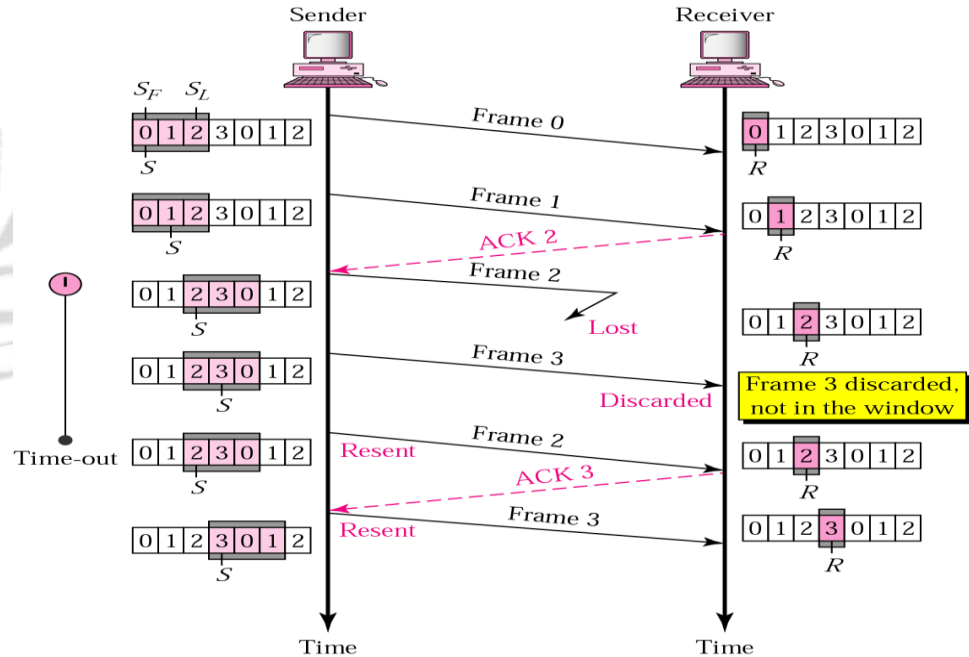 Sender
Receiver
S_F S_L
0 1 2 3 0 1 2
S
Frame 0
0 1 2 3 0 1 2
R
0 1 2 3 0 1 2
S
Frame 1
ACK 2
0 1 2 3 0 1 2
R
0 1 2 3 0 1 2
S
Frame 2
Lost
0 1 2 3 0 1 2
R
0 1 2 3 0 1 2
S
Frame 3
Discarded
Frame 3 discarded,
not in the window
Time-out
0 1 2 3 0 1 2
S
Resent
Frame 2
ACK 3
0 1 2 3 0 1 2
R
0 1 2 3 0 1 2
S
Resent
Frame 3
0 1 2 3 0 1 2
R
Time
Time